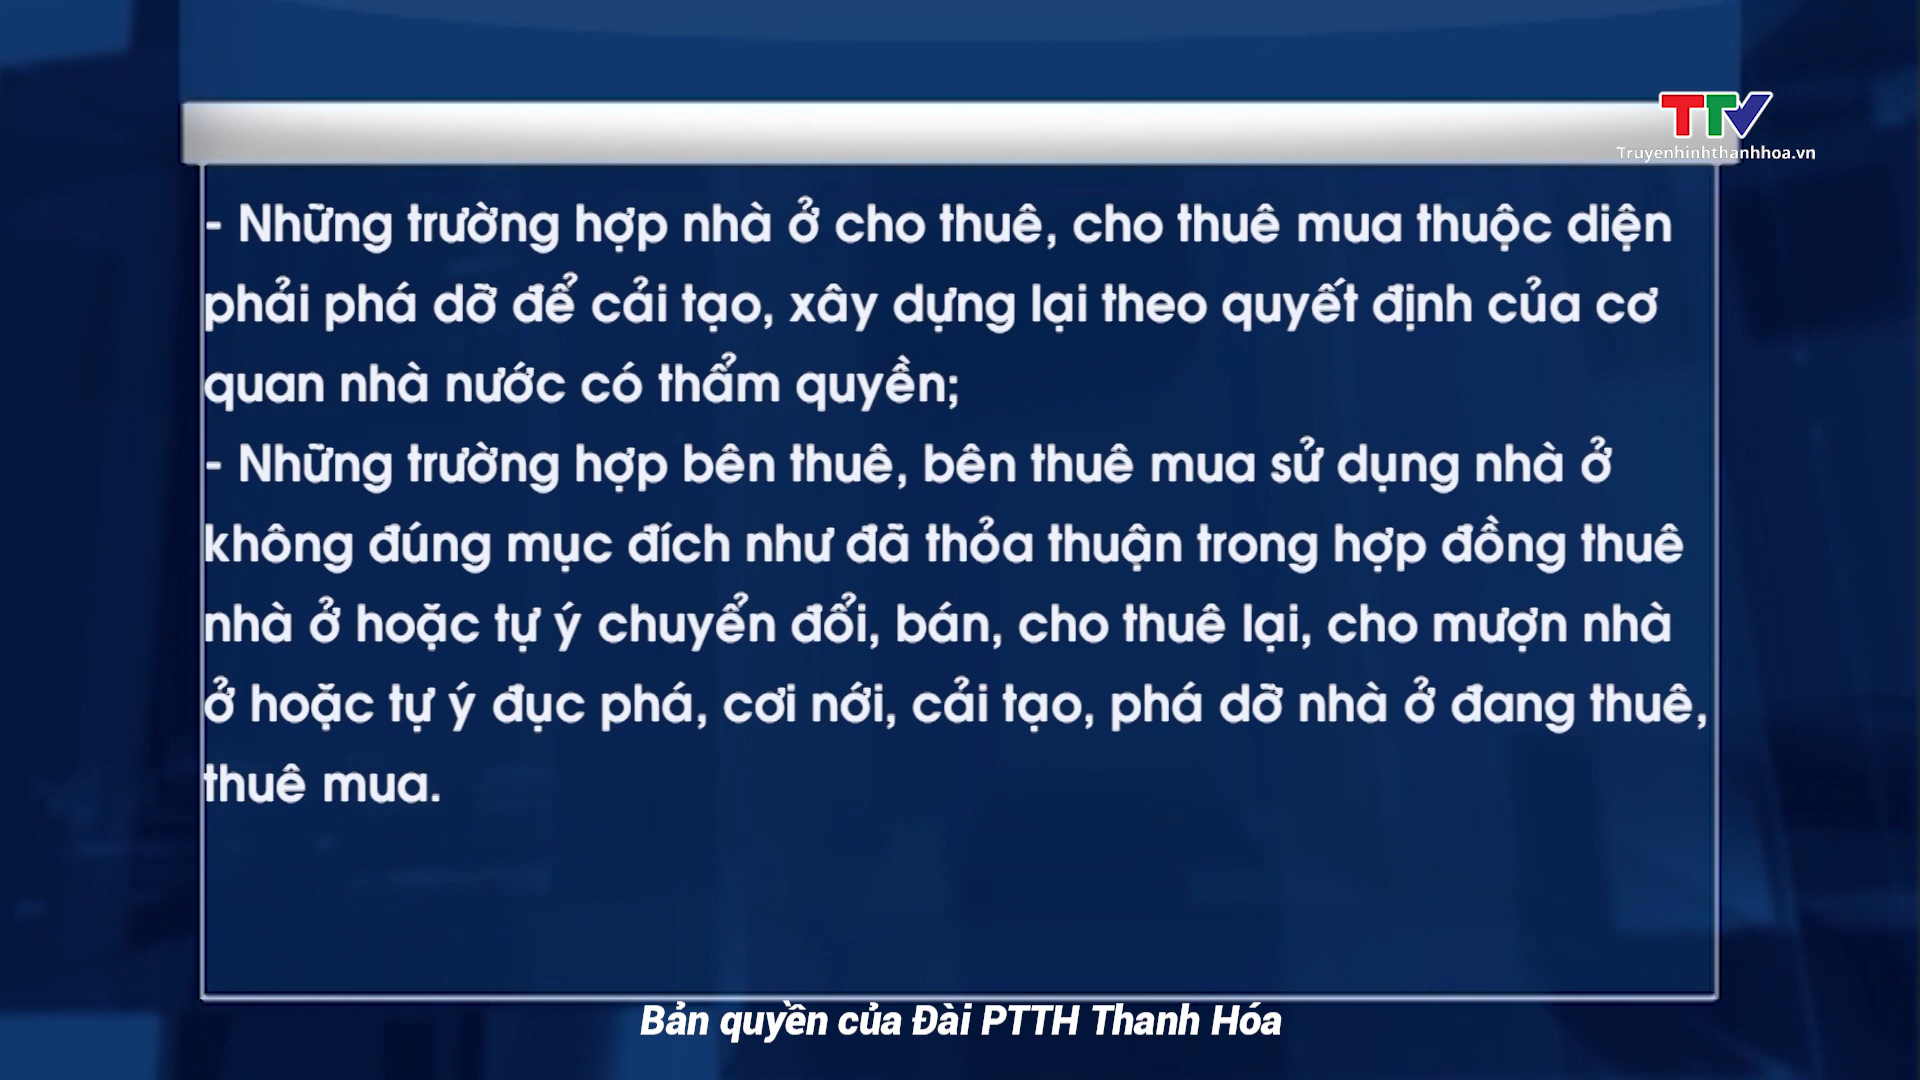 TTV
Truyenhinhthanhhoa.vn
- Những trường hợp nhà ở cho thuê, cho thuê mua thuộc diện
phải phá dỡ để cải tạo, xây dựng lại theo quyết định của cơ
quan nhà nước có thẩm quyền;
- Những trường hợp bên thuê, bên thuê mua sử dụng nhà ở
không đúng mục đích như đã thỏa thuận trong hợp đồng thuê
nhà ở hoặc tự ý chuyển đổi, bán, cho thuê lại, cho mượn nhà
ở hoặc tự ý đục phá, cơi nới, cải tạo, phá dỡ nhà ở đang thuê,
thuê mua.
Bản quyền của Đài PTTH Thanh Hóa